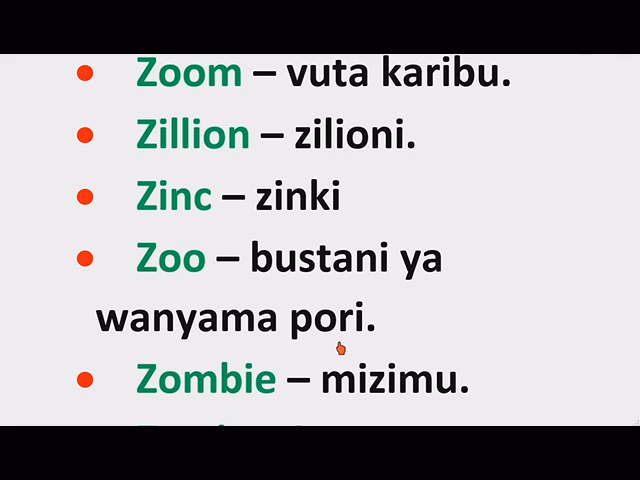 • Zoom – vuta karibu.
• Zillion – zilioni.
• Zinc – zinki
• Zoo – bustani ya
wanyama pori.
• Zombie – mizimu.